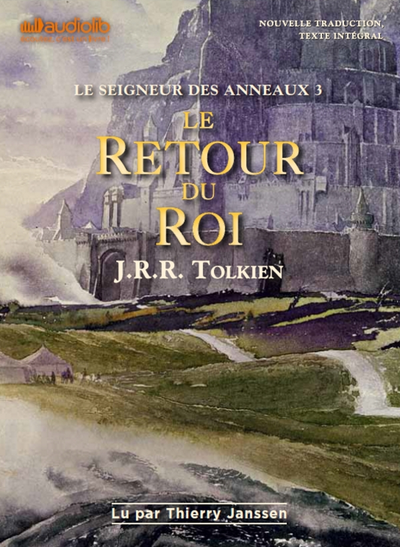 audiolib
NOUVELLE TRADUCTION,
TEXTE INTÉGRAL
LE SEIGNEUR DES ANNEAUX 3
LE
RETOUR
DU
ROI
J.R.R. TOLKIEN
Lu par Thierry Janssen